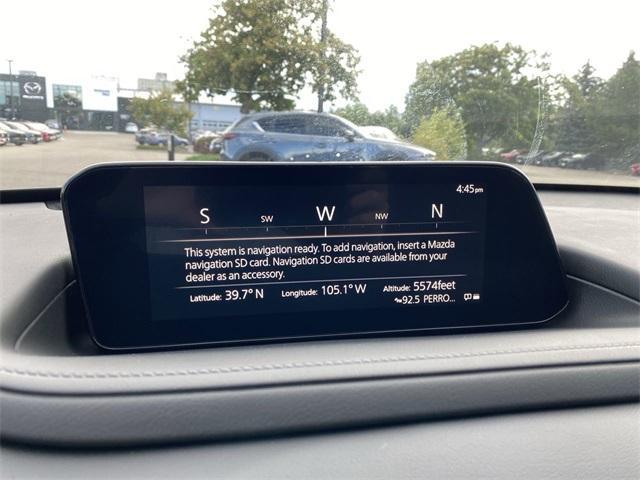 mazda
4:45pm
S SW W NW N
This system is navigation ready. To add navigation, insert a Mazda
navigation SD card. Navigation SD cards are available from your
dealer as an accessory.
Latitude: 39.7° N Longitude: 105.1° W Altitude: 5574feet
92.5 PERRO...